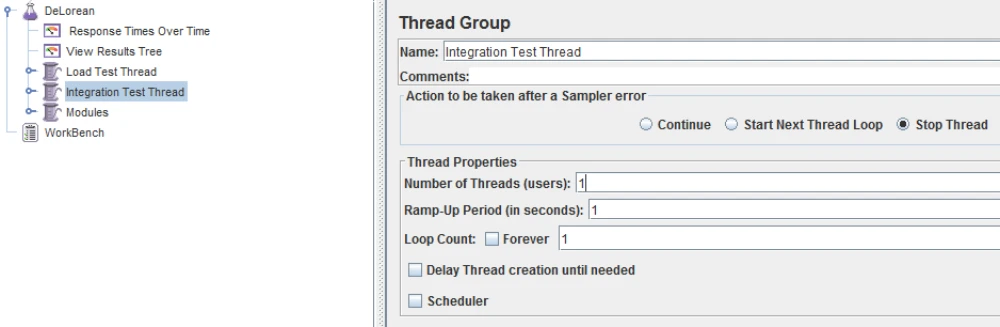 DeLorean
Response Times Over Time
View Results Tree
Load Test Thread
Integration Test Thread
Modules
WorkBench
Thread Group
Name: Integration Test Thread
Comments:
Action to be taken after a Sampler error
Continue Start Next Thread Loop Stop Thread
Thread Properties
Number of Threads (users): 1
Ramp-Up Period (in seconds): 1
Loop Count: Forever 1
Delay Thread creation until needed
Scheduler